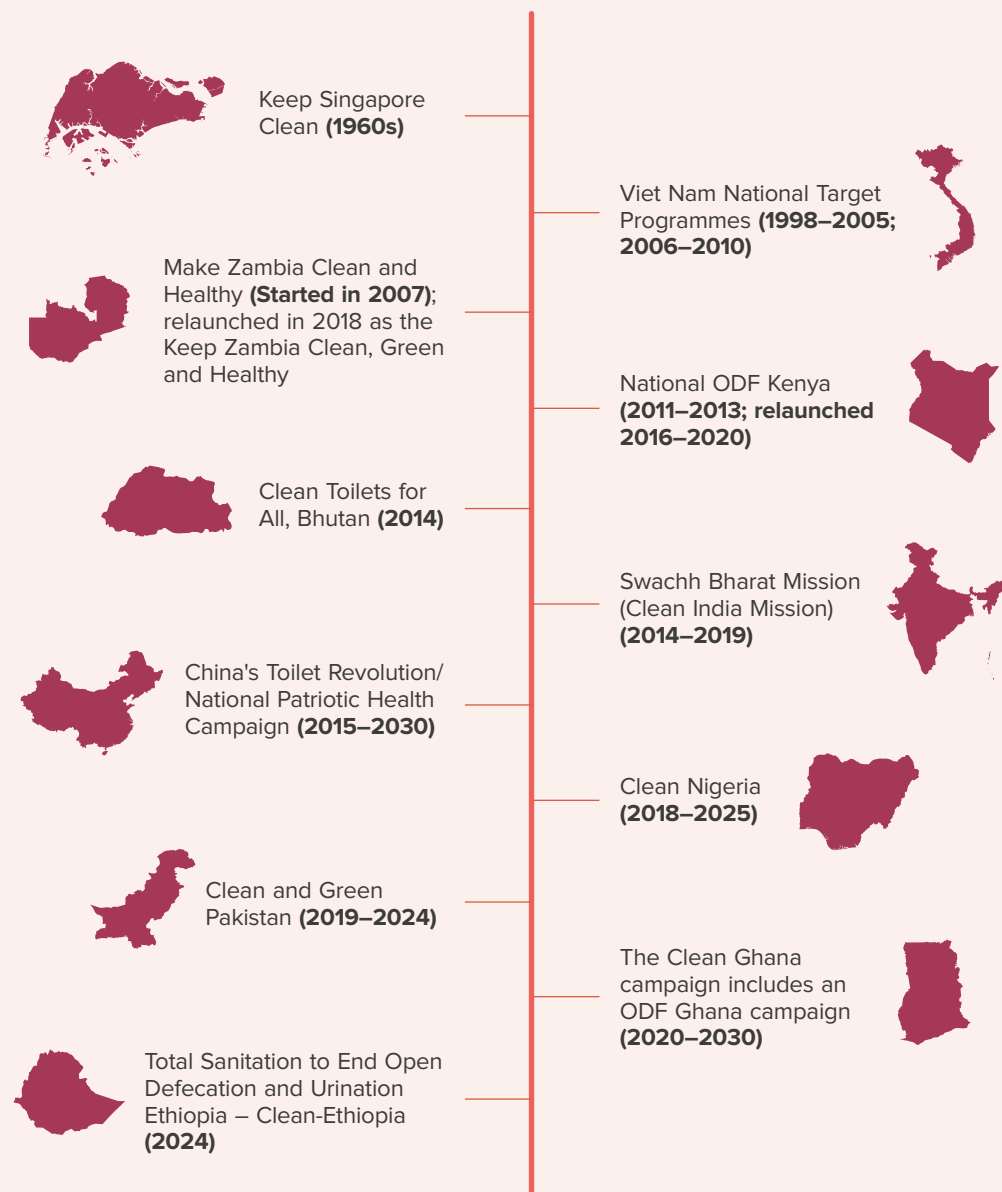 Keep Singapore
Clean (1960s)
Viet Nam National Target
Programmes (1998–2005;
2006–2010)
Make Zambia Clean and
Healthy (Started in 2007);
relaunched in 2018 as the
Keep Zambia Clean, Green
and Healthy
National ODF Kenya
(2011–2013; relaunched
2016–2020)
Clean Toilets for
All, Bhutan (2014)
Swachh Bharat Mission
(Clean India Mission)
(2014–2019)
China's Toilet Revolution/
National Patriotic Health
Campaign (2015–2030)
Clean Nigeria
(2018–2025)
Clean and Green
Pakistan (2019–2024)
The Clean Ghana
campaign includes an
ODF Ghana campaign
(2020–2030)
Total Sanitation to End Open
Defecation and Urination
Ethiopia – Clean-Ethiopia
(2024)